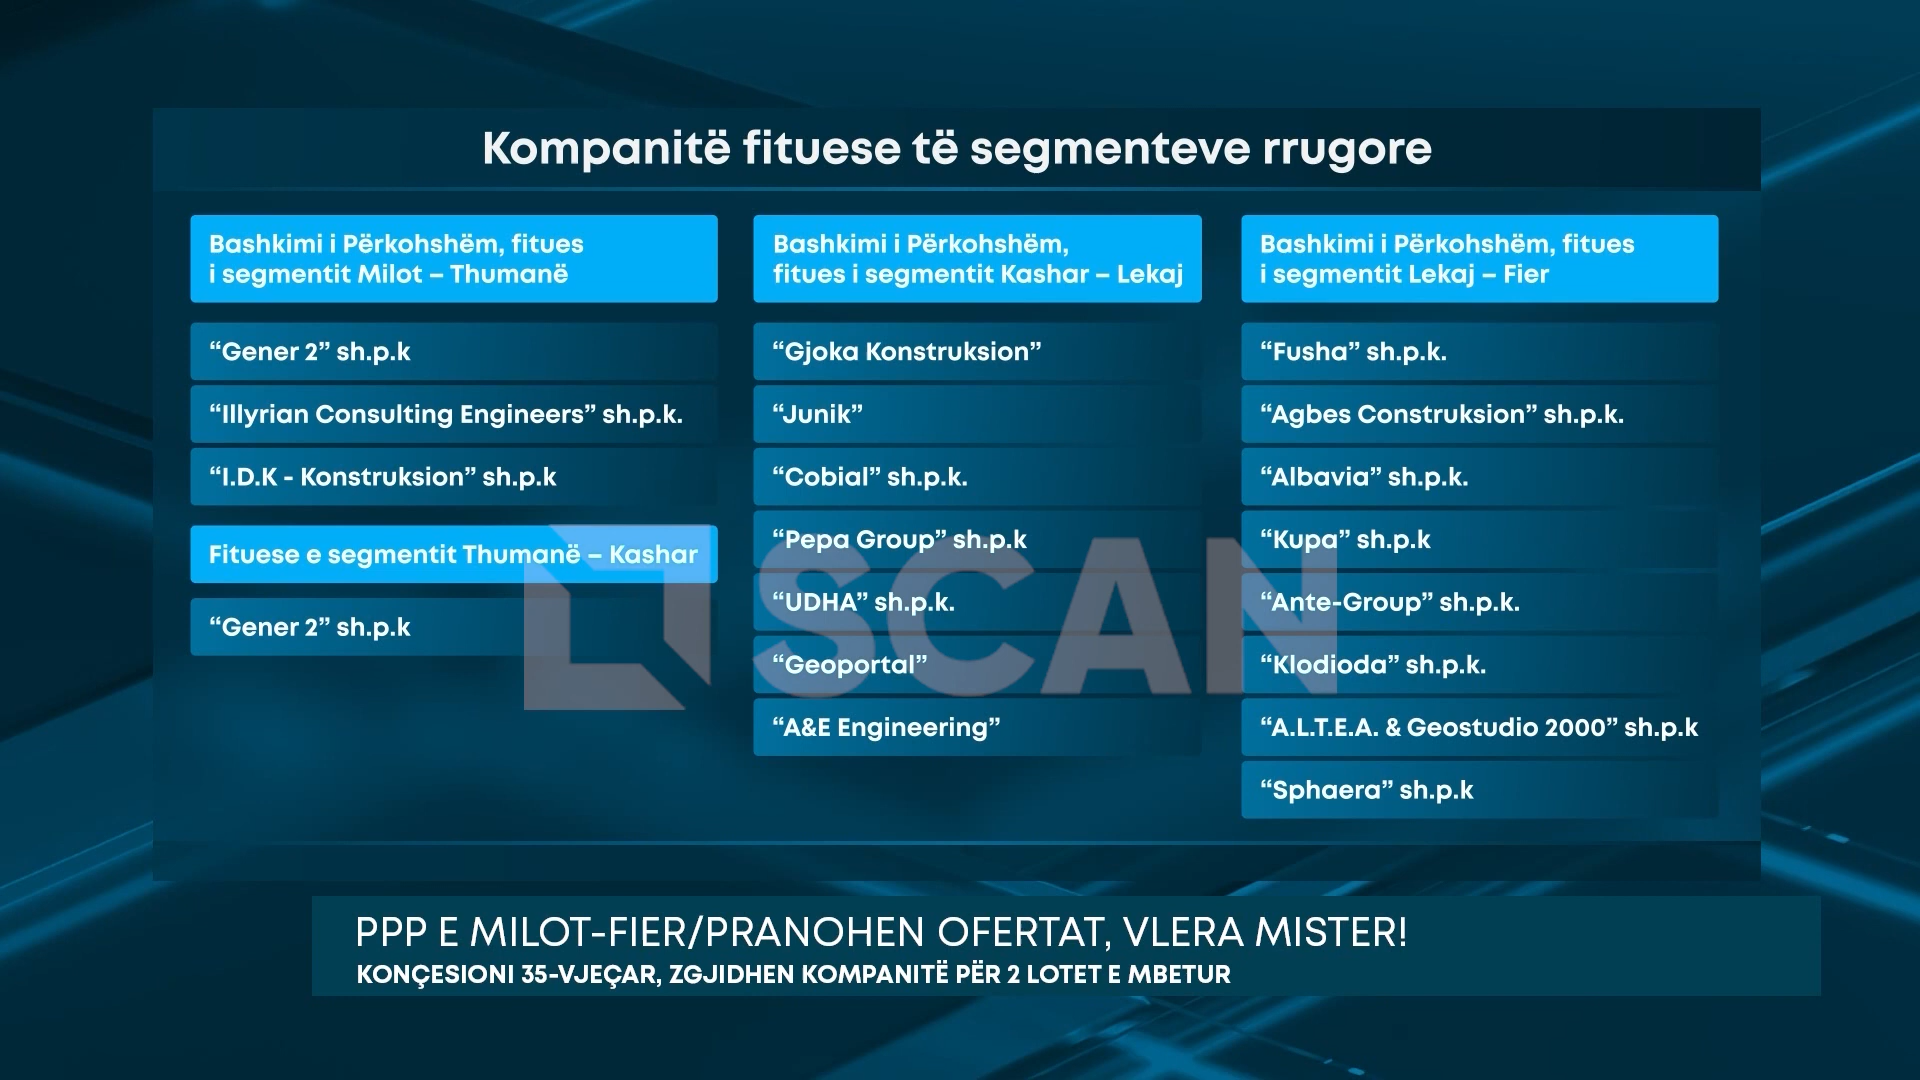 Kompanitë fituese të segmenteve rrugore
Bashkimi i Përkohshëm, fitues
i segmentit Milot – Thumanë
“Gener 2” sh.p.k
“Illyrian Consulting Engineers” sh.p.k.
“I.D.K - Konstruksion” sh.p.k
Fituese e segmentit Thumanë – Kashar
“Gener 2” sh.p.k
Bashkimi i Përkohshëm,
fitues i segmentit Kashar – Lekaj
“Gjoka Konstruksion”
“Junik”
“Cobial” sh.p.k.
“Pepa Group” sh.p.k
“UDHA” sh.p.k.
“Geoportal”
“A&E Engineering”
Bashkimi i Përkohshëm, fitues
i segmentit Lekaj – Fier
“Fusha” sh.p.k.
“Agbes Construksion” sh.p.k.
“Albavia” sh.p.k.
“Kupa” sh.p.k
“Ante-Group” sh.p.k.
“Klodioda” sh.p.k.
“A.L.T.E.A. & Geostudio 2000” sh.p.k
“Sphaera” sh.p.k
SCAN
PPP E MILOT-FIER/PRANOHEN OFERTAT, VLERA MISTER!
KONÇESIONI 35-VJEÇAR, ZGJIDHEN KOMPANITË PËR 2 LOTET E MBETUR